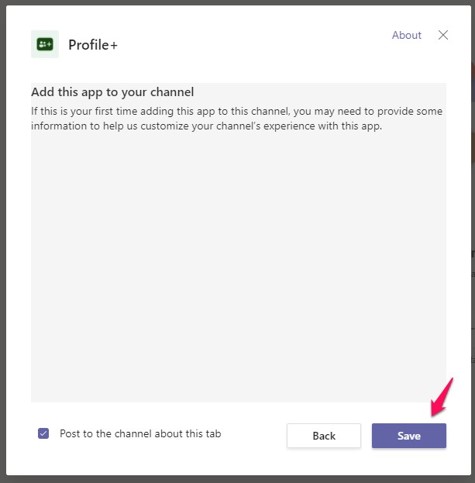 Profile+
About
Add this app to your channel
If this is your first time adding this app to this channel, you may need to provide some
information to help us customize your channel's experience with this app.
Post to the channel about this tab
Back
Save